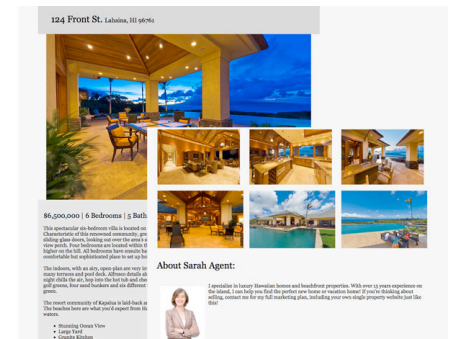 124 Front St. Lahaina, HI 96761
$6,500,000 | 6 Bedrooms | 5 Bath
This spectacular six-bedroom villa is located on
Characteristic of this renowned community, gre
sliding glass doors, looking out over the area's s
view perch. Four bedrooms are located within th
higher on the hill. All bedrooms have results ba
comfortable but sophisticated place to set up ho
The indoors, with an airy, open-plan are very in
many terraces and pool deck. Alfresco details al
night chills the air, hop into the hot tub and che
golf greens, four sand bunkers and six different
green.
The resort community of Kapalua is laid-back a
The beaches here are what you'd expect from Ha
waters.
• Stunning Ocean View
• Large Yard
• Granite Kitchen
About Sarah Agent:
I specialize in luxury Hawaiian homes and beachfront properties. With over 15 years experience on
the island, I can help you find the perfect new home or vacation home! If you're thinking about
selling, contact me for my full marketing plan, including your own single property website just like
this!